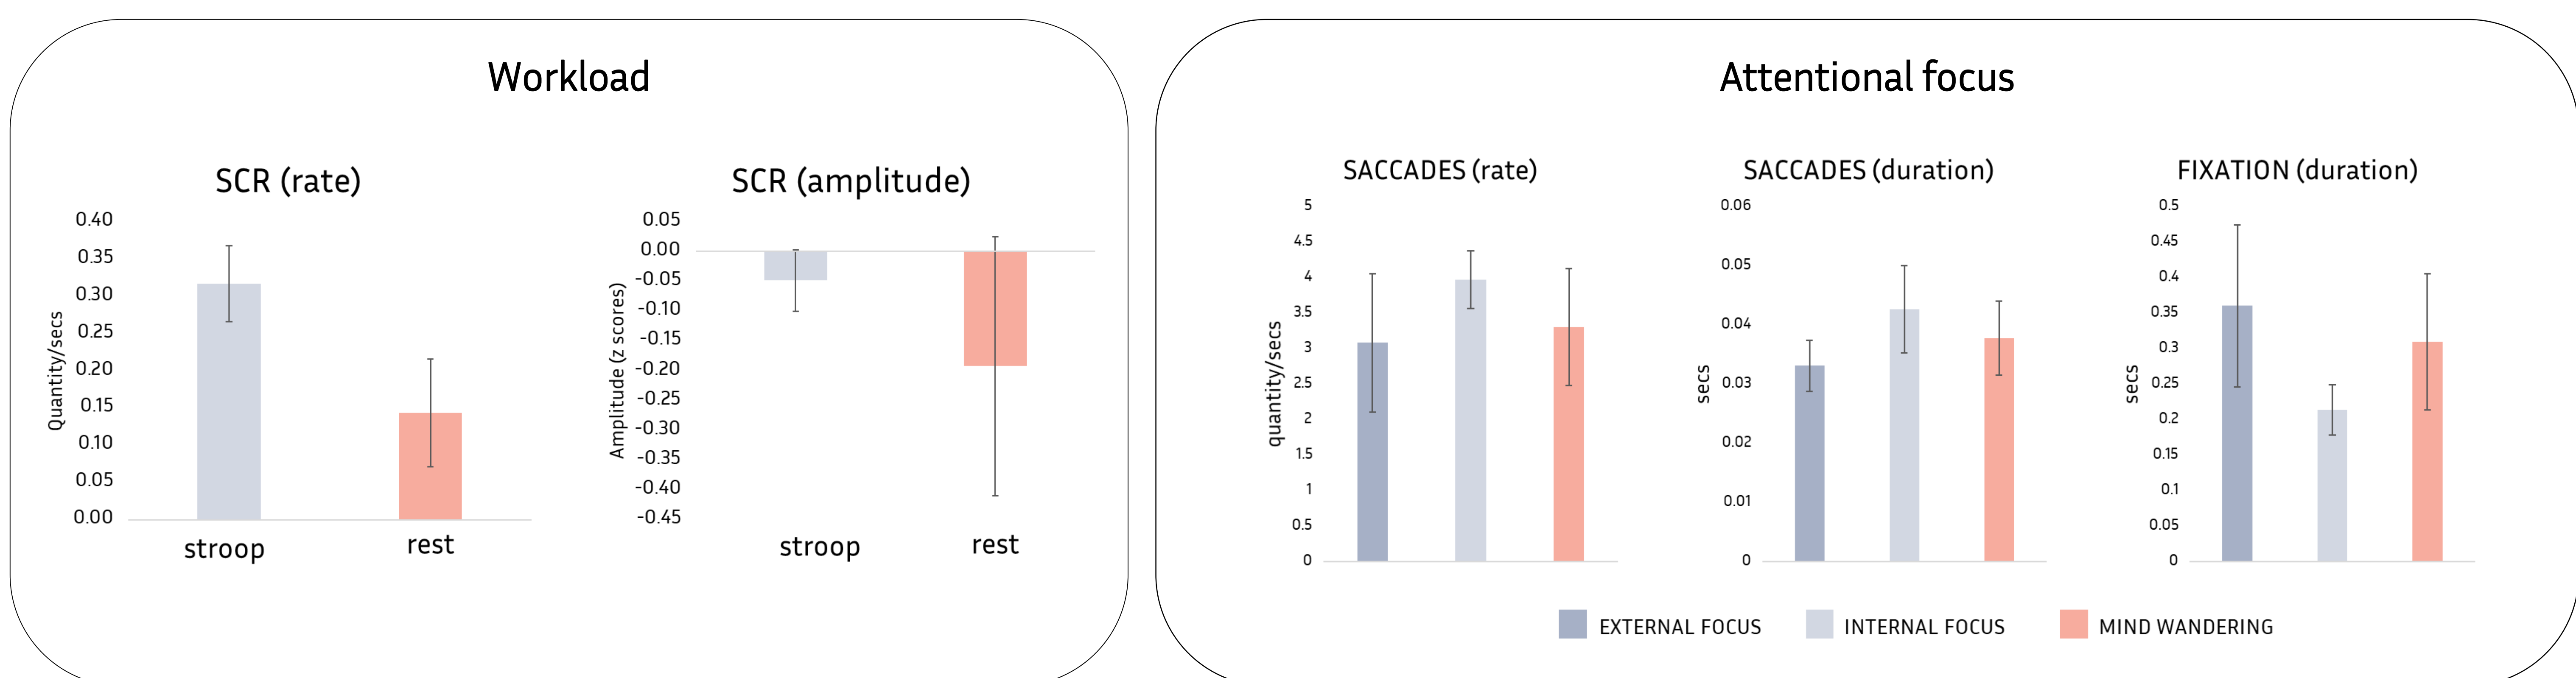 Workload
SCR (rate)
Quantity/secs
0.40
0.35
0.30
0.25
0.20
0.15
0.10
0.05
0.00
stroop
rest
SCR (amplitude)
Amplitude (z scores)
0.05
0.00
-0.05
-0.10
-0.15
-0.20
-0.25
-0.30
-0.35
-0.40
-0.45
stroop
rest
Attentional focus
SACCADES (rate)
quantity/secs
5
4.5
4
3.5
3
2.5
2
1.5
1
0.5
0
SACCADES (duration)
secs
0.06
0.05
0.04
0.03
0.02
0.01
0
FIXATION (duration)
secs
0.5
0.45
0.4
0.35
0.3
0.25
0.2
0.15
0.1
0.05
0
EXTERNAL FOCUS
INTERNAL FOCUS
MIND WANDERING